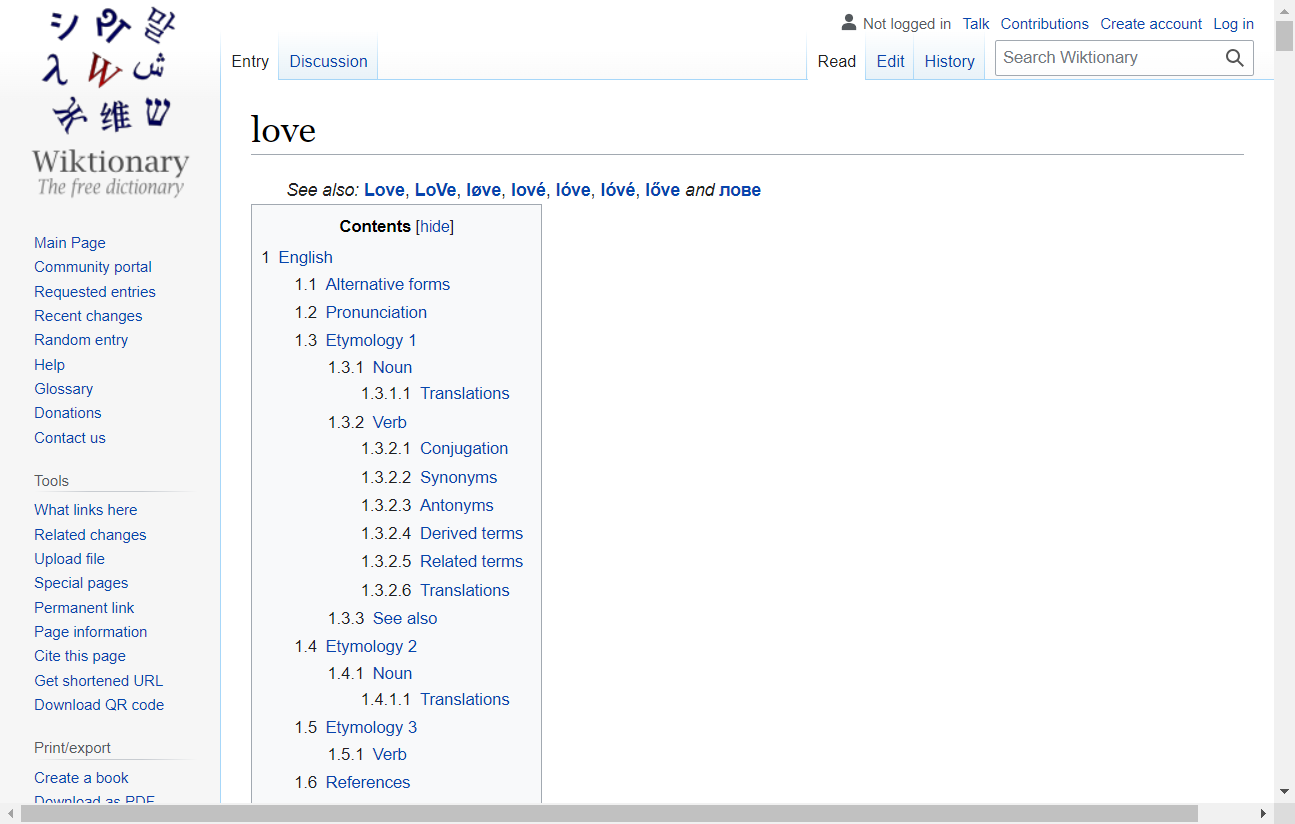 Not logged in Talk Contributions Create account Log in
Entry Discussion Read Edit History Search Wiktionary
シ 말
λ W ش
维 ש
Wiktionary
The free dictionary
Main Page
Community portal
Requested entries
Recent changes
Random entry
Help
Glossary
Donations
Contact us
Tools
What links here
Related changes
Upload file
Special pages
Permanent link
Page information
Cite this page
Get shortened URL
Download QR code
Print/export
Create a book
Download as PDF
love
See also: Love, LoVe, løve, lové, lóve, lóvé, lőve and лове
Contents [hide]
1 English
1.1 Alternative forms
1.2 Pronunciation
1.3 Etymology 1
1.3.1 Noun
1.3.1.1 Translations
1.3.2 Verb
1.3.2.1 Conjugation
1.3.2.2 Synonyms
1.3.2.3 Antonyms
1.3.2.4 Derived terms
1.3.2.5 Related terms
1.3.2.6 Translations
1.3.3 See also
1.4 Etymology 2
1.4.1 Noun
1.4.1.1 Translations
1.5 Etymology 3
1.5.1 Verb
1.6 References